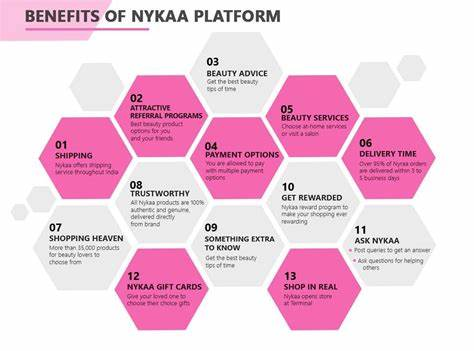 BENEFITS OF NYKAA PLATFORM
01
SHIPPING
Nykaa offers shipping
service throughout India
02
ATTRACTIVE
REFERRAL PROGRAMS
Best beauty product
options for you
and your friends
03
BEAUTY ADVICE
Get the best beauty
tips of time
04
PAYMENT OPTIONS
You are allowed to pay
with multiple payment
options
05
BEAUTY SERVICES
Choose at-home services
or visit a salon
06
DELIVERY TIME
Over 95% of Nykaa orders
are delivered within 3 to
5 business days
07
SHOPPING HEAVEN
More than 35,000 products
for beauty lovers to
choose from
08
TRUSTWORTHY
All Nykaa products are 100%
authentic and genuine,
delivered directly
from brand
09
SOMETHING EXTRA
TO KNOW
Get the best beauty
tips of time
10
GET REWARDED
Nykaa reward program to
make your shopping ever
rewarding
11
ASK NYKAA
• Post queries to get an answer
• Ask questions for helping
others
12
NYKAA GIFT CARDS
Give your loved one to
choose their choice gifts
13
SHOP IN REAL
Nykaa opens store
at Terminal